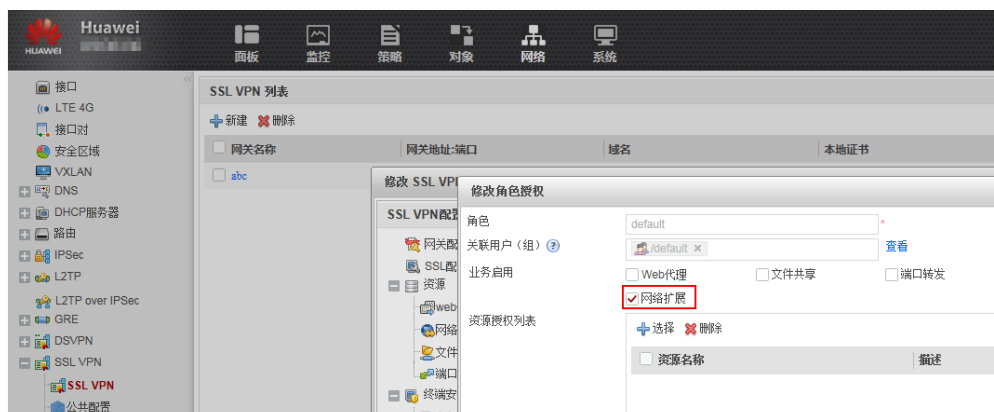 Huawei
HUAWEI
面板 监控 策略 对象 网络 系统
接口
LTE 4G
接口对
安全区域
VXLAN
DNS
DHCP服务器
路由
IPSec
L2TP
L2TP over IPSec
GRE
DSVPN
SSL VPN
SSL VPN
公共配置
SSL VPN 列表
新建 删除
网关名称 网关地址:端口 域名 本地证书
abc
修改 SSL VP
SSL VPN配
网关配
SSL配
资源
web
网络
文件
端口
终端安
修改角色授权
角色 default *
关联用户(组) ? /default × 查看
业务启用 Web代理 文件共享 端口转发
网络扩展
资源授权列表 选择 删除
资源名称 描述